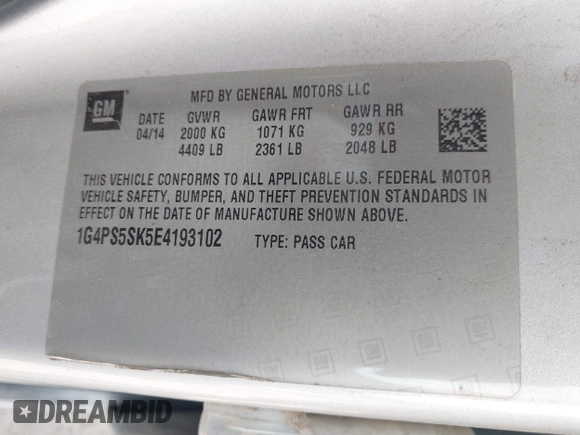 GM
MFD BY GENERAL MOTORS LLC
DATE GVWR GAWR FRT GAWR RR
04/14 2000 KG 1071 KG 929 KG
4409 LB 2361 LB 2048 LB
THIS VEHICLE CONFORMS TO ALL APPLICABLE U.S. FEDERAL MOTOR
VEHICLE SAFETY, BUMPER, AND THEFT PREVENTION STANDARDS IN
EFFECT ON THE DATE OF MANUFACTURE SHOWN ABOVE.
1G4PS5SK5E4193102 TYPE: PASS CAR
DREAMBID